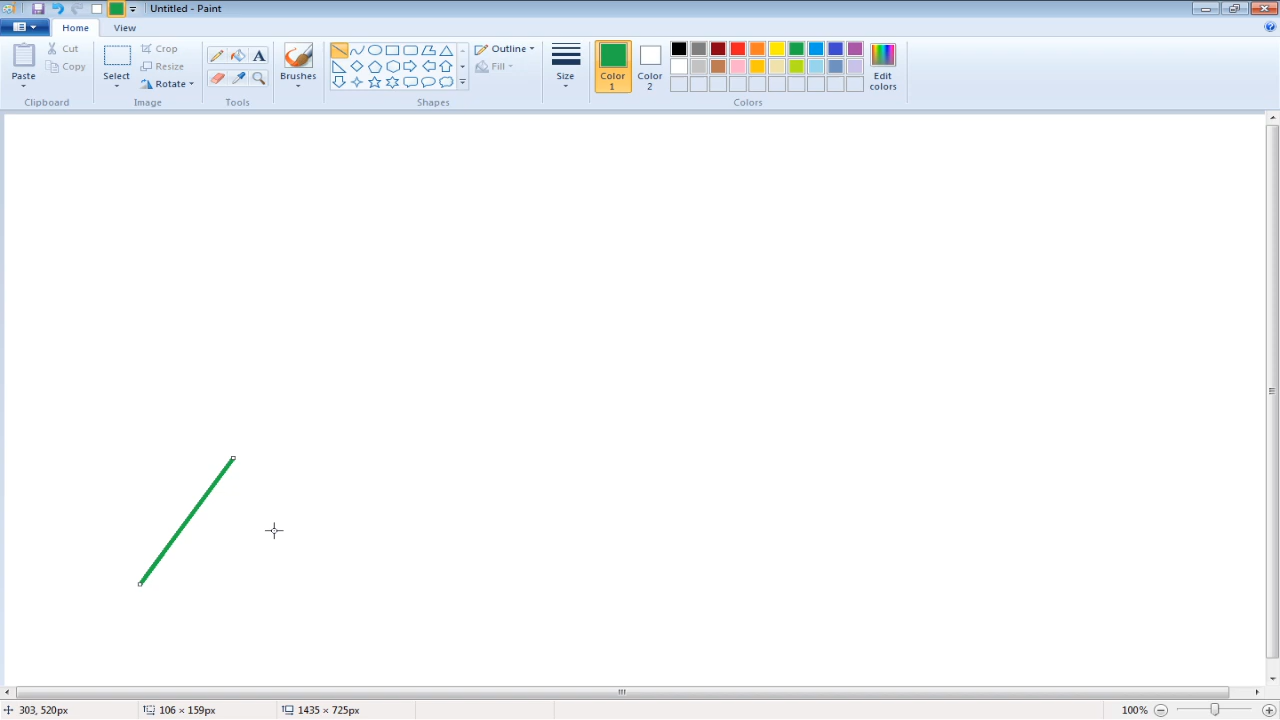 Untitled - Paint
Home View
Paste
Cut
Copy
Clipboard
Select
Crop
Resize
Rotate
Image
A
Tools
Brushes
Shapes
Outline
Fill
Size
Color 1
Color 2
Colors
Edit colors
303, 520px 106 × 159px 1435 × 725px 100%